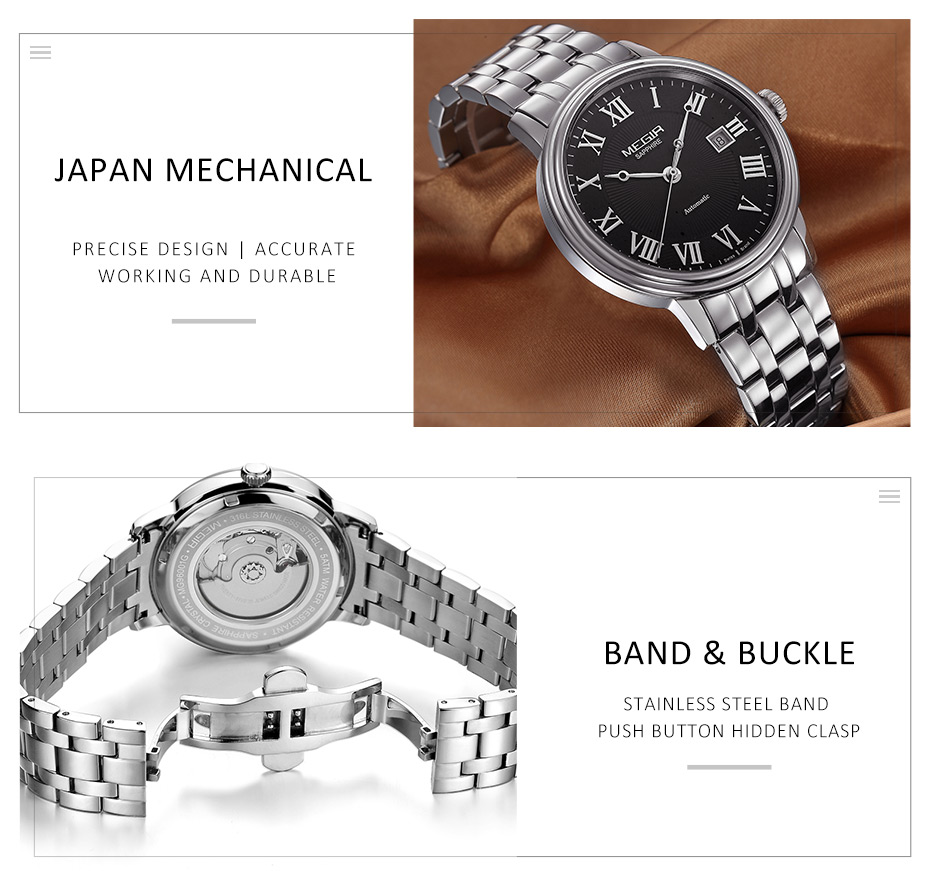 JAPAN MECHANICAL
PRECISE DESIGN | ACCURATE
WORKING AND DURABLE
MEGIR
SAPPHIRE
Automatic
I
II
III
IIII
V
VI
VII
VIII
IX
X
XI
XII
8
MEGIR • 316L STAINLESS STEEL • 5ATM WATER RESISTANT • SAPPHIRE CRYSTAL •
BAND & BUCKLE
STAINLESS STEEL BAND
PUSH BUTTON HIDDEN CLASP